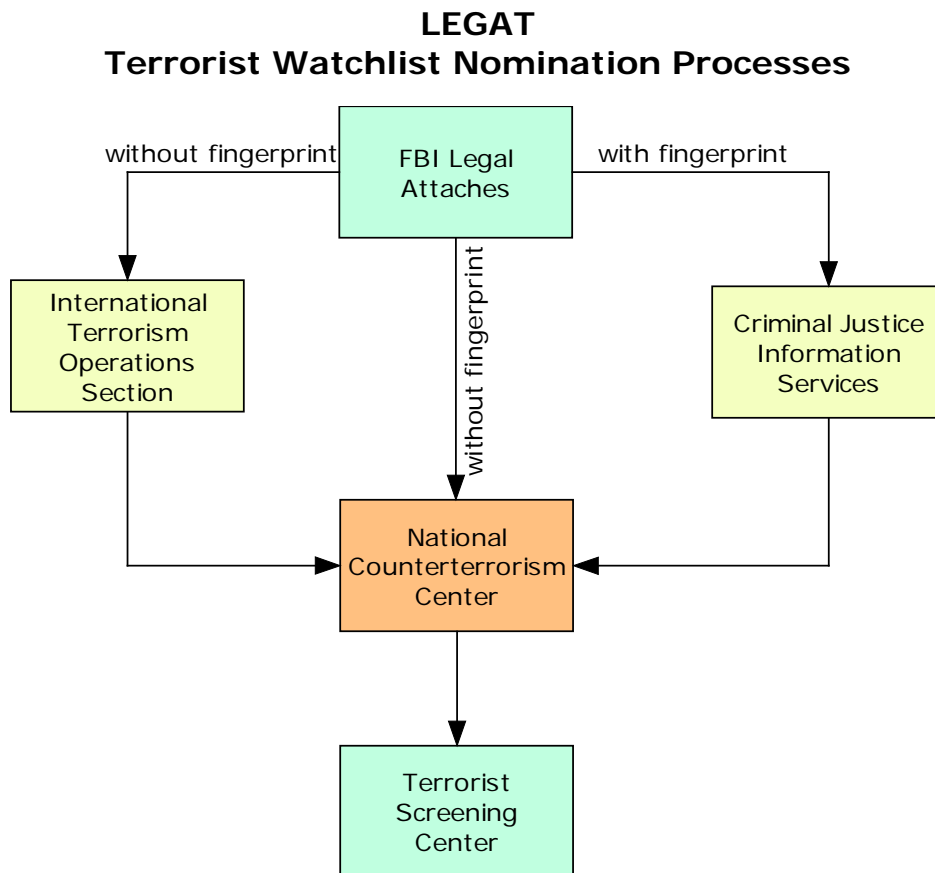 LEGAT
Terrorist Watchlist Nomination Processes
without fingerprint
FBI Legal
Attaches
with fingerprint
International
Terrorism
Operations
Section
without fingerprint
Criminal Justice
Information
Services
National
Counterterrorism
Center
Terrorist
Screening
Center